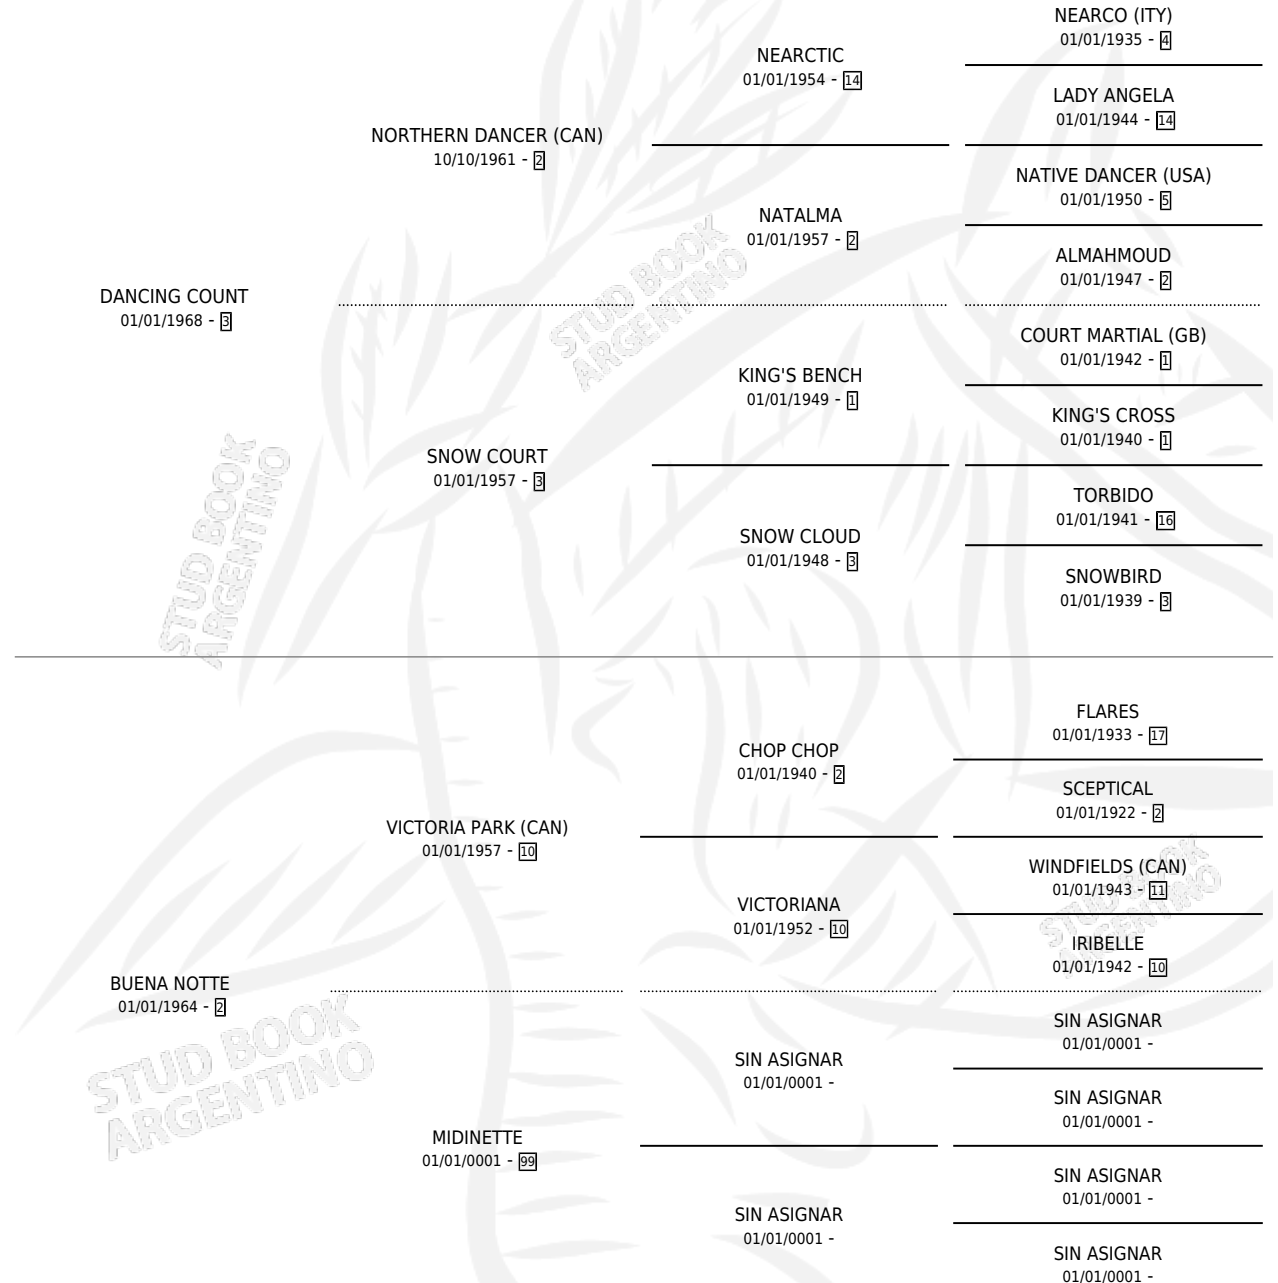 NEARCO (ITY)
01/01/1935 - 4
NEARCTIC
01/01/1954 - 14
LADY ANGELA
01/01/1944 - 14
NORTHERN DANCER (CAN)
10/10/1961 - 2
NATIVE DANCER (USA)
01/01/1950 - 5
NATALMA
01/01/1957 - 2
ALMAHMOUD
01/01/1947 - 2
DANCING COUNT
01/01/1968 - 3
STUD BOOK
ARGENTINO
COURT MARTIAL (GB)
01/01/1942 - 1
KING'S BENCH
01/01/1949 - 1
KING'S CROSS
01/01/1940 - 1
SNOW COURT
01/01/1957 - 3
TORBIDO
01/01/1941 - 16
SNOW CLOUD
01/01/1948 - 3
SNOWBIRD
01/01/1939 - 3
STUD BOOK
ARGENTINO
FLARES
01/01/1933 - 17
CHOP CHOP
01/01/1940 - 2
SCEPTICAL
01/01/1922 - 2
VICTORIA PARK (CAN)
01/01/1957 - 10
WINDFIELDS (CAN)
01/01/1943 - 11
VICTORIANA
01/01/1952 - 10
STUD BOOK
ARGENTINO
IRIBELLE
01/01/1942 - 10
BUENA NOTTE
01/01/1964 - 2
SIN ASIGNAR
01/01/0001 -
SIN ASIGNAR
01/01/0001 -
SIN ASIGNAR
01/01/0001 -
STUD BOOK
ARGENTINO
MIDINETTE
01/01/0001 - 99
SIN ASIGNAR
01/01/0001 -
SIN ASIGNAR
01/01/0001 -
SIN ASIGNAR
01/01/0001 -